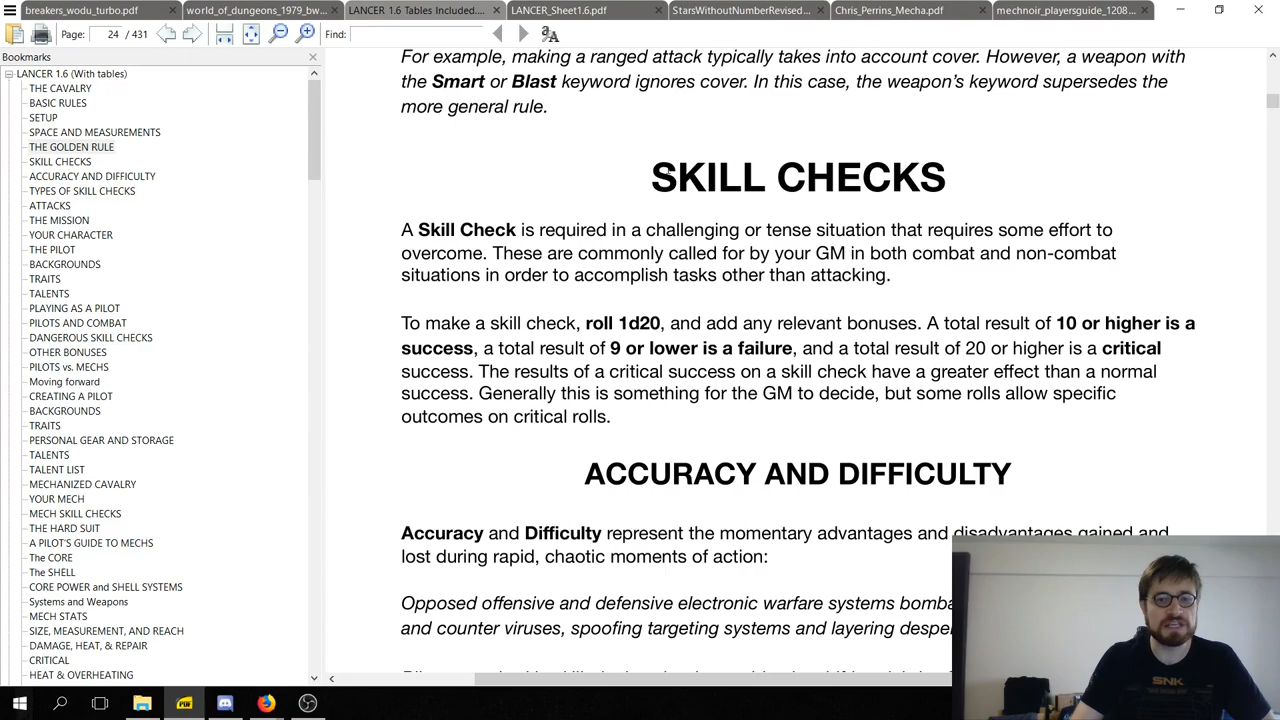 breakers_wodu_turbo.pdf
world_of_dungeons_1979_bw...
LANCER 1.6 Tables Included....
LANCER_Sheet1.6.pdf
StarsWithoutNumberRevised...
Chris_Perrins_Mecha.pdf
mechnoir_playersguide_1208...
Page: 24 / 431 Find:
Bookmarks
LANCER 1.6 (With tables)
THE CAVALRY
BASIC RULES
SETUP
SPACE AND MEASUREMENTS
THE GOLDEN RULE
SKILL CHECKS
ACCURACY AND DIFFICULTY
TYPES OF SKILL CHECKS
ATTACKS
THE MISSION
YOUR CHARACTER
THE PILOT
BACKGROUNDS
TRAITS
TALENTS
PLAYING AS A PILOT
PILOTS AND COMBAT
DANGEROUS SKILL CHECKS
OTHER BONUSES
PILOTS vs. MECHS
Moving forward
CREATING A PILOT
BACKGROUNDS
TRAITS
PERSONAL GEAR AND STORAGE
TALENTS
TALENT LIST
MECHANIZED CAVALRY
YOUR MECH
MECH SKILL CHECKS
THE HARD SUIT
A PILOT'S GUIDE TO MECHS
The CORE
The SHELL
CORE POWER and SHELL SYSTEMS
Systems and Weapons
MECH STATS
SIZE, MEASUREMENT, AND REACH
DAMAGE, HEAT, & REPAIR
CRITICAL
HEAT & OVERHEATING
For example, making a ranged attack typically takes into account cover. However, a weapon with
the Smart or Blast keyword ignores cover. In this case, the weapon's keyword supersedes the
more general rule.
SKILL CHECKS
A Skill Check is required in a challenging or tense situation that requires some effort to
overcome. These are commonly called for by your GM in both combat and non-combat
situations in order to accomplish tasks other than attacking.
To make a skill check, roll 1d20, and add any relevant bonuses. A total result of 10 or higher is a
success, a total result of 9 or lower is a failure, and a total result of 20 or higher is a critical
success. The results of a critical success on a skill check have a greater effect than a normal
success. Generally this is something for the GM to decide, but some rolls allow specific
outcomes on critical rolls.
ACCURACY AND DIFFICULTY
Accuracy and Difficulty represent the momentary advantages and disadvantages gained and
lost during rapid, chaotic moments of action:
Opposed offensive and defensive electronic warfare systems
and counter viruses, spoofing targeting systems and layering
SNK